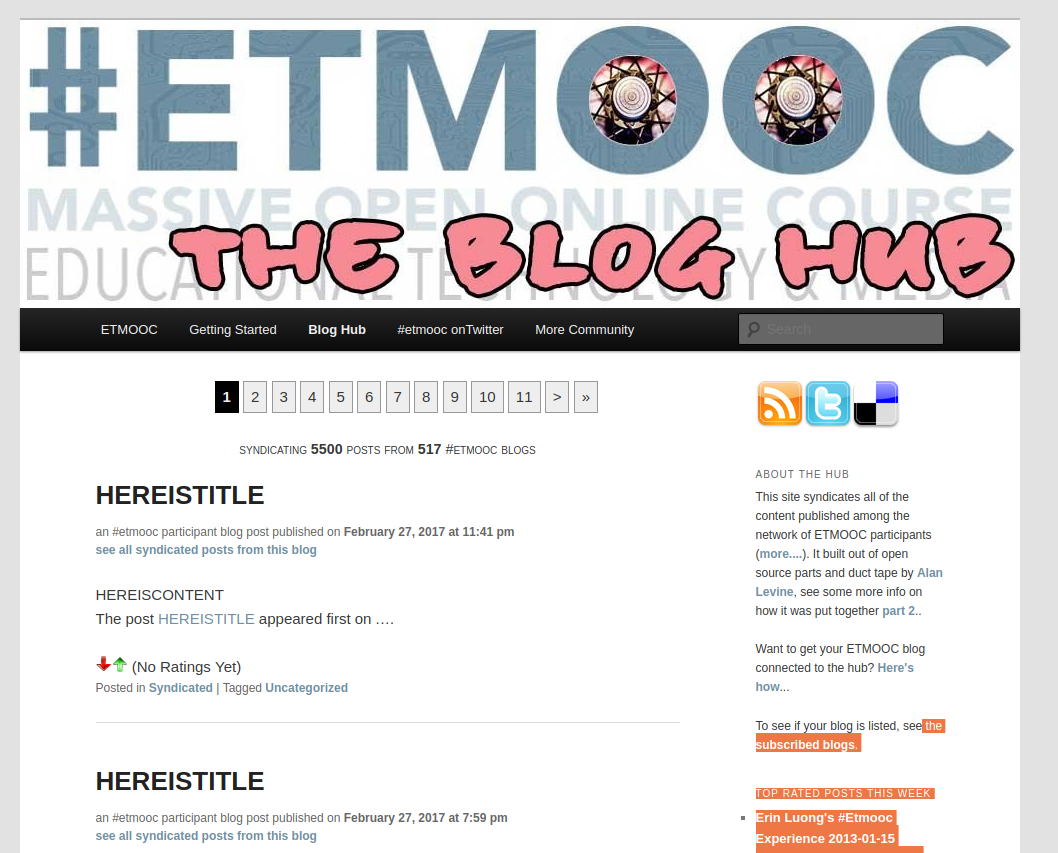 #ETMOOC
MASSIVE OPEN ONLINE COURSE
EDUCATIONAL TECHNOLOGY & MEDIA
THE BLOG HUB
ETMOOC Getting Started Blog Hub #etmooc onTwitter More Community Search
1 2 3 4 5 6 7 8 9 10 11 > »
SYNDICATING 5500 POSTS FROM 517 #ETMOOC BLOGS
HEREISTITLE
an #etmooc participant blog post published on February 27, 2017 at 11:41 pm
see all syndicated posts from this blog
HEREISCONTENT
The post HEREISTITLE appeared first on ….
(No Ratings Yet)
Posted in Syndicated | Tagged Uncategorized
HEREISTITLE
an #etmooc participant blog post published on February 27, 2017 at 7:59 pm
see all syndicated posts from this blog
ABOUT THE HUB
This site syndicates all of the
content published among the
network of ETMOOC participants
(more....). It built out of open
source parts and duct tape by Alan
Levine, see some more info on
how it was put together part 2..
Want to get your ETMOOC blog
connected to the hub? Here's
how...
To see if your blog is listed, see the
subscribed blogs.
TOP RATED POSTS THIS WEEK
Erin Luong's #Etmooc
Experience 2013-01-15